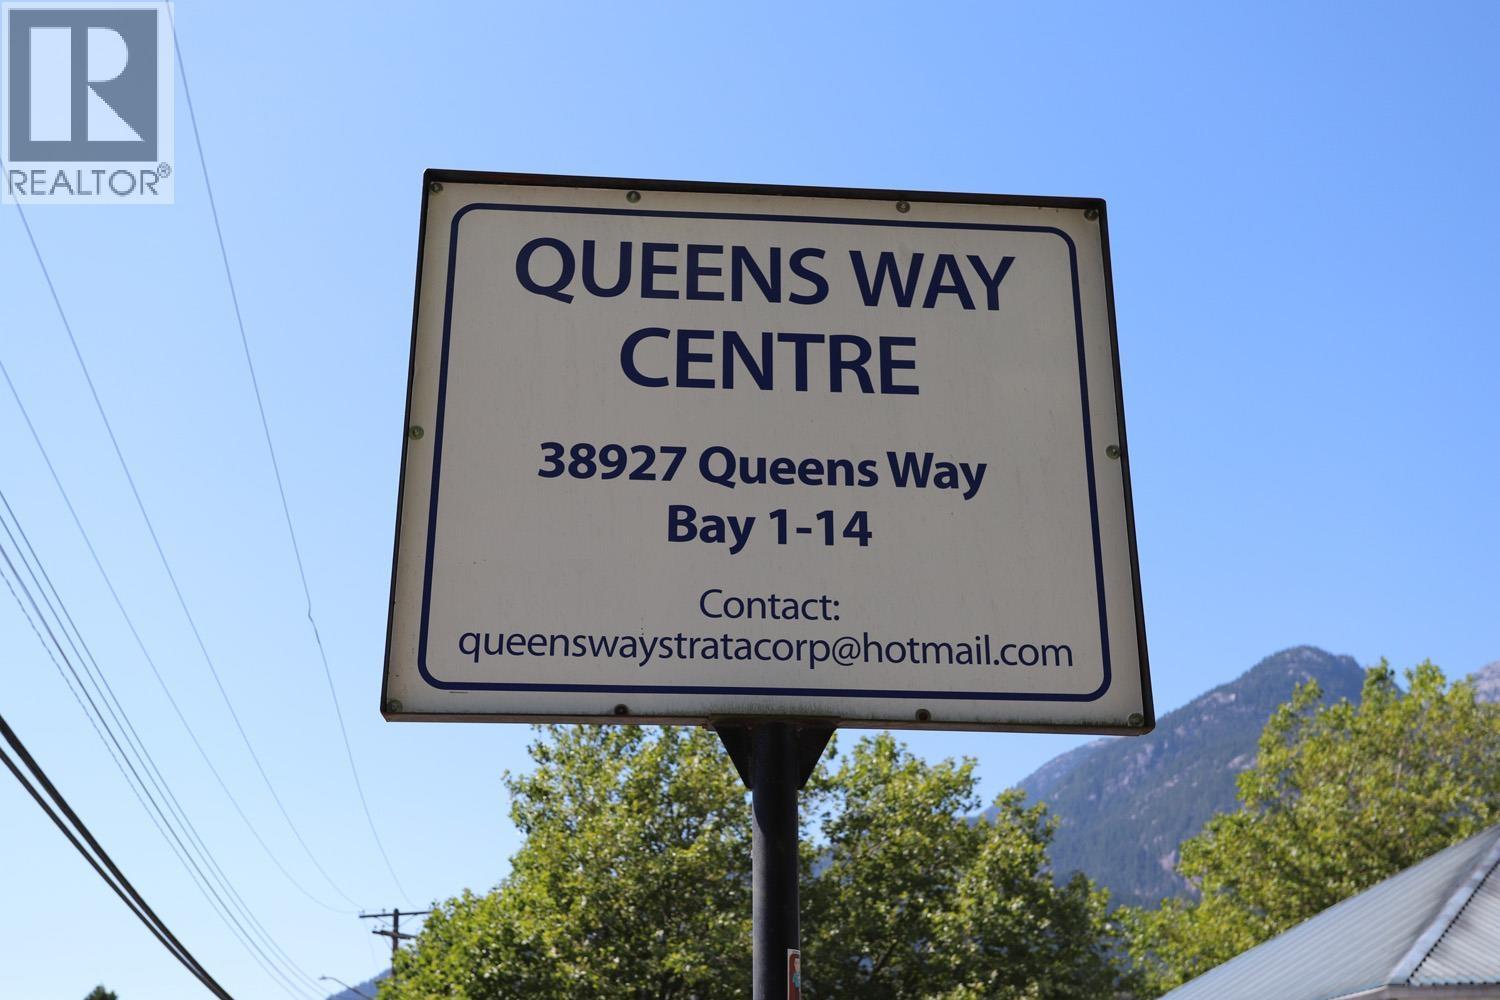 R
REALTOR®
QUEENS WAY
CENTRE
38927 Queens Way
Bay 1-14
Contact:
queenswaystratacorp@hotmail.com